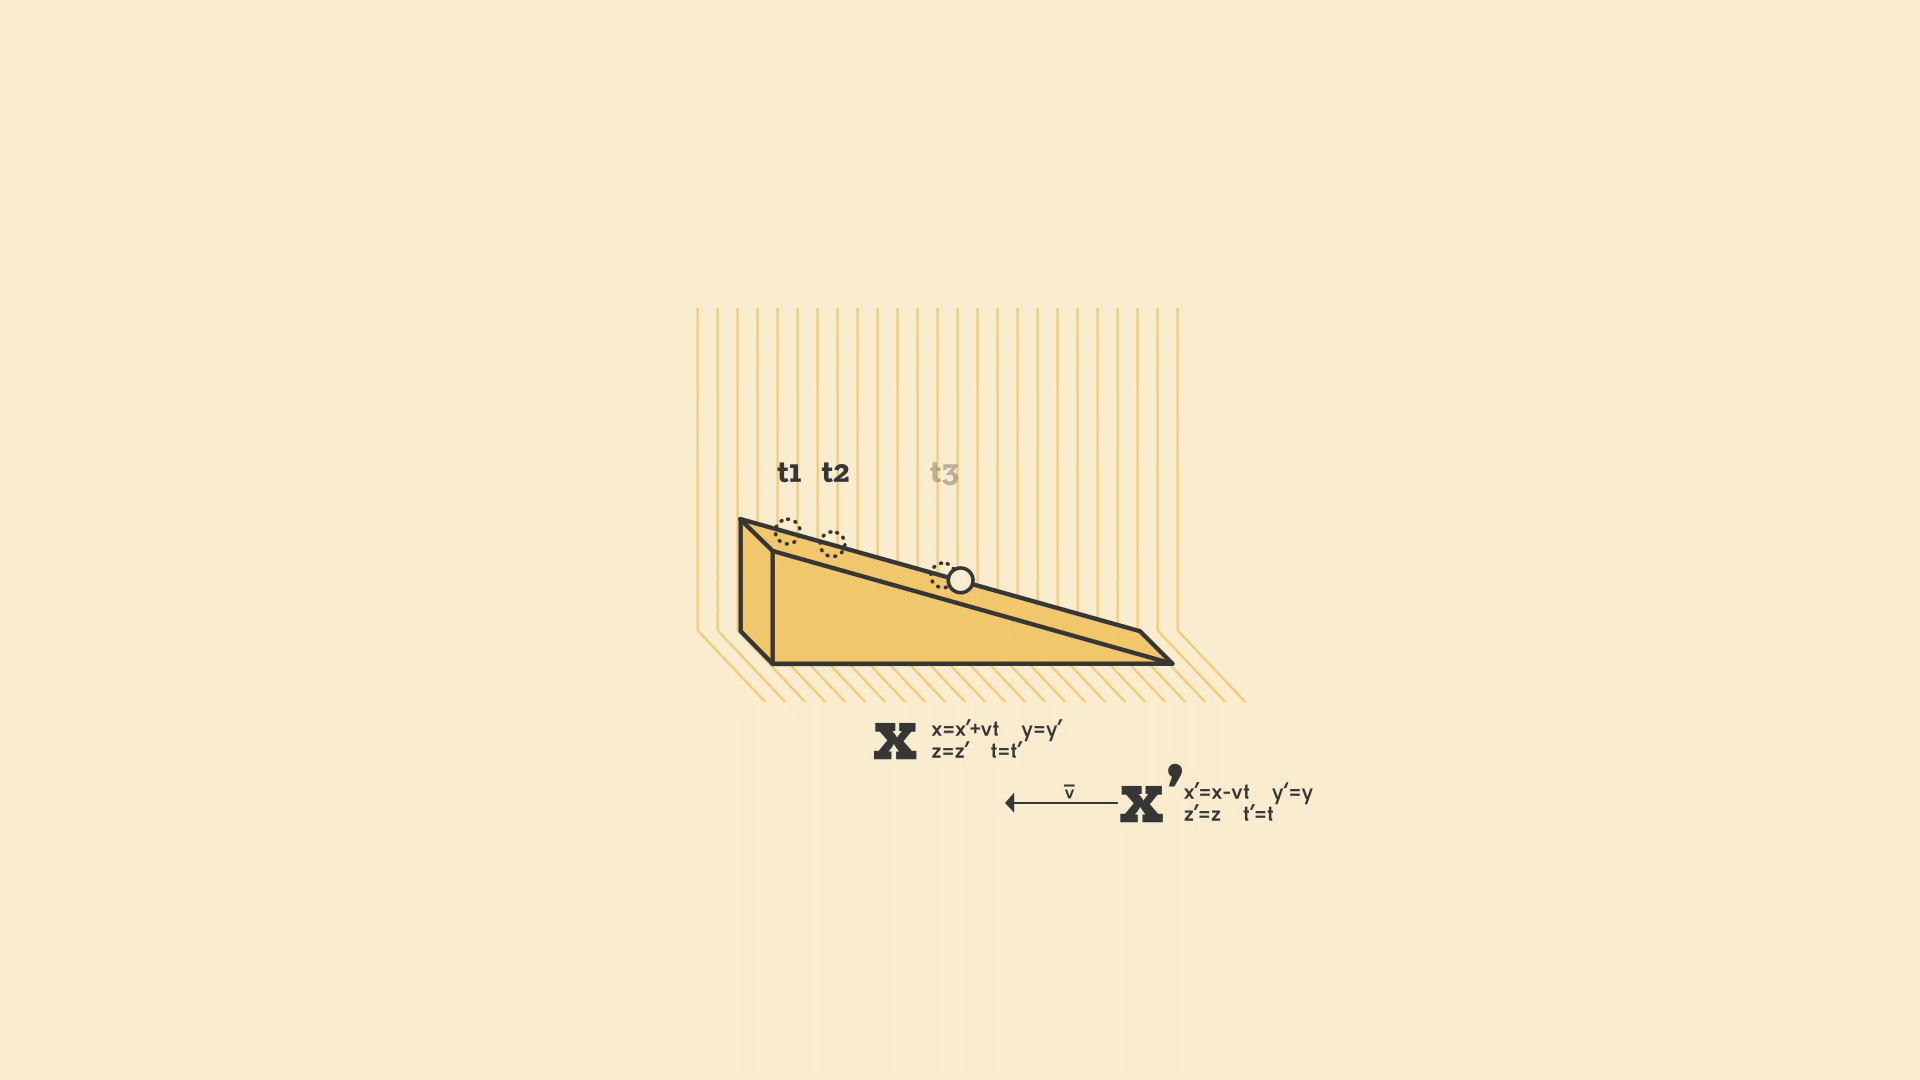 t1 t2 t3
x x′=x′+vt y=y′
z=z′ t=t′
v̅ x’ x′=x-vt y′=y
z′=z t′=t